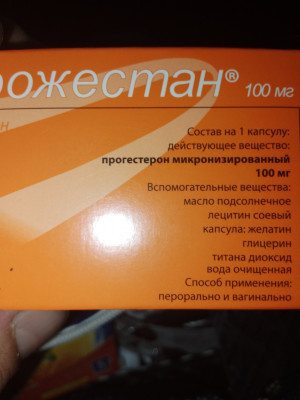 рожестан® 100 мг
Состав на 1 капсулу:
действующее вещество:
прогестерон микронизированный
100 мг
Вспомогательные вещества:
масло подсолнечное
лецитин соевый
капсула: желатин
глицерин
титана диоксид
вода очищенная
Способ применения:
перорально и вагинально